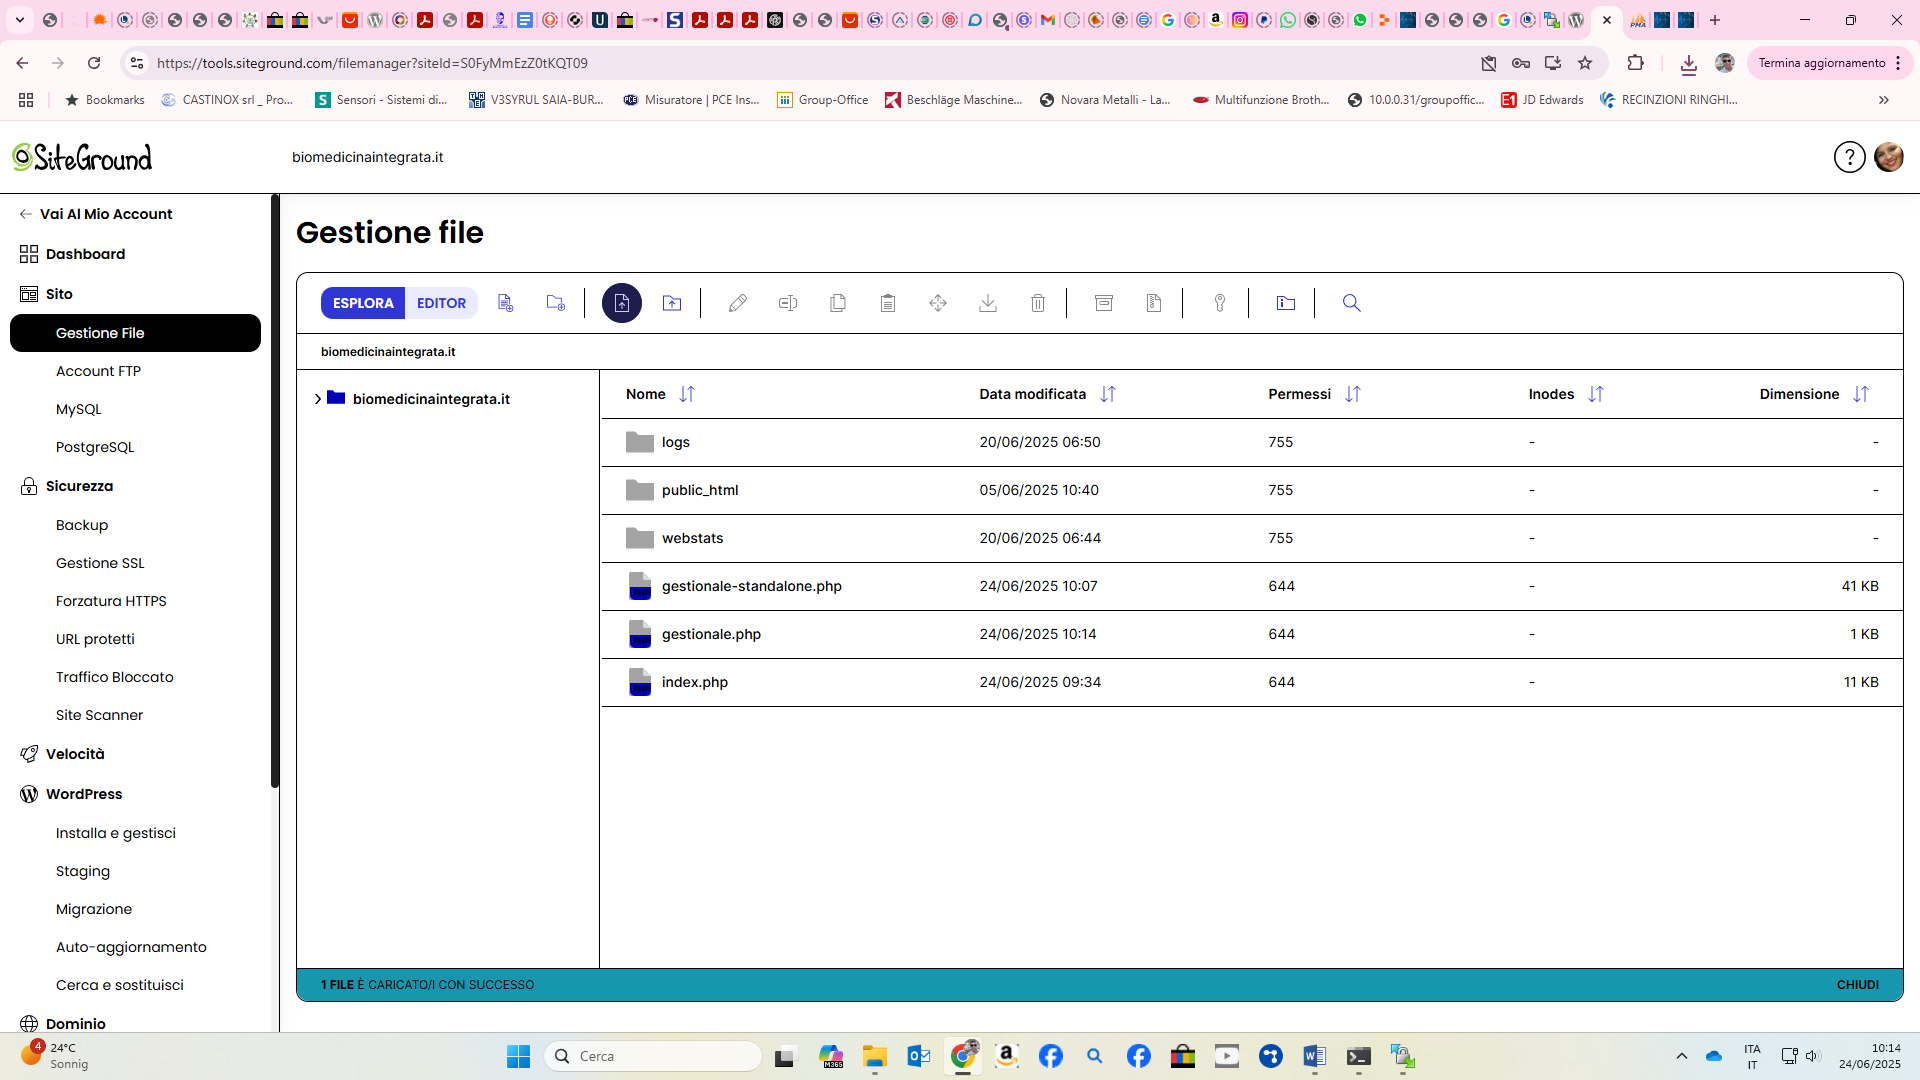 https://tools.siteground.com/filemanager?siteId=S0FyMmEzZ0tKQT09
Termina aggiornamento
Bookmarks
CASTINOX srl _ Pro...
Sensori - Sistemi di...
V3SYRUL SAIA-BUR...
Misuratore | PCE Ins...
Group-Office
Beschläge Maschine...
Novara Metalli - La...
Multifunzione Broth...
10.0.0.31/groupoffic...
JD Edwards
RECINZIONI RINGHI...
SiteGround
biomedicinaintegrata.it
?
Vai Al Mio Account
Dashboard
Sito
Gestione File
Account FTP
MySQL
PostgreSQL
Sicurezza
Backup
Gestione SSL
Forzatura HTTPS
URL protetti
Traffico Bloccato
Site Scanner
Velocità
WordPress
Installa e gestisci
Staging
Migrazione
Auto-aggiornamento
Cerca e sostituisci
Dominio
Gestione file
ESPLORA EDITOR
biomedicinaintegrata.it
biomedicinaintegrata.it
Nome Data modificata Permessi Inodes Dimensione
logs 20/06/2025 06:50 755 - -
public_html 05/06/2025 10:40 755 - -
webstats 20/06/2025 06:44 755 - -
gestionale-standalone.php 24/06/2025 10:07 644 - 41 KB
gestionale.php 24/06/2025 10:14 644 - 1 KB
index.php 24/06/2025 09:34 644 - 11 KB
1 FILE È CARICATO/I CON SUCCESSO
CHIUDI
4
24°C
Sonnig
Cerca
ITA
IT
10:14
24/06/2025